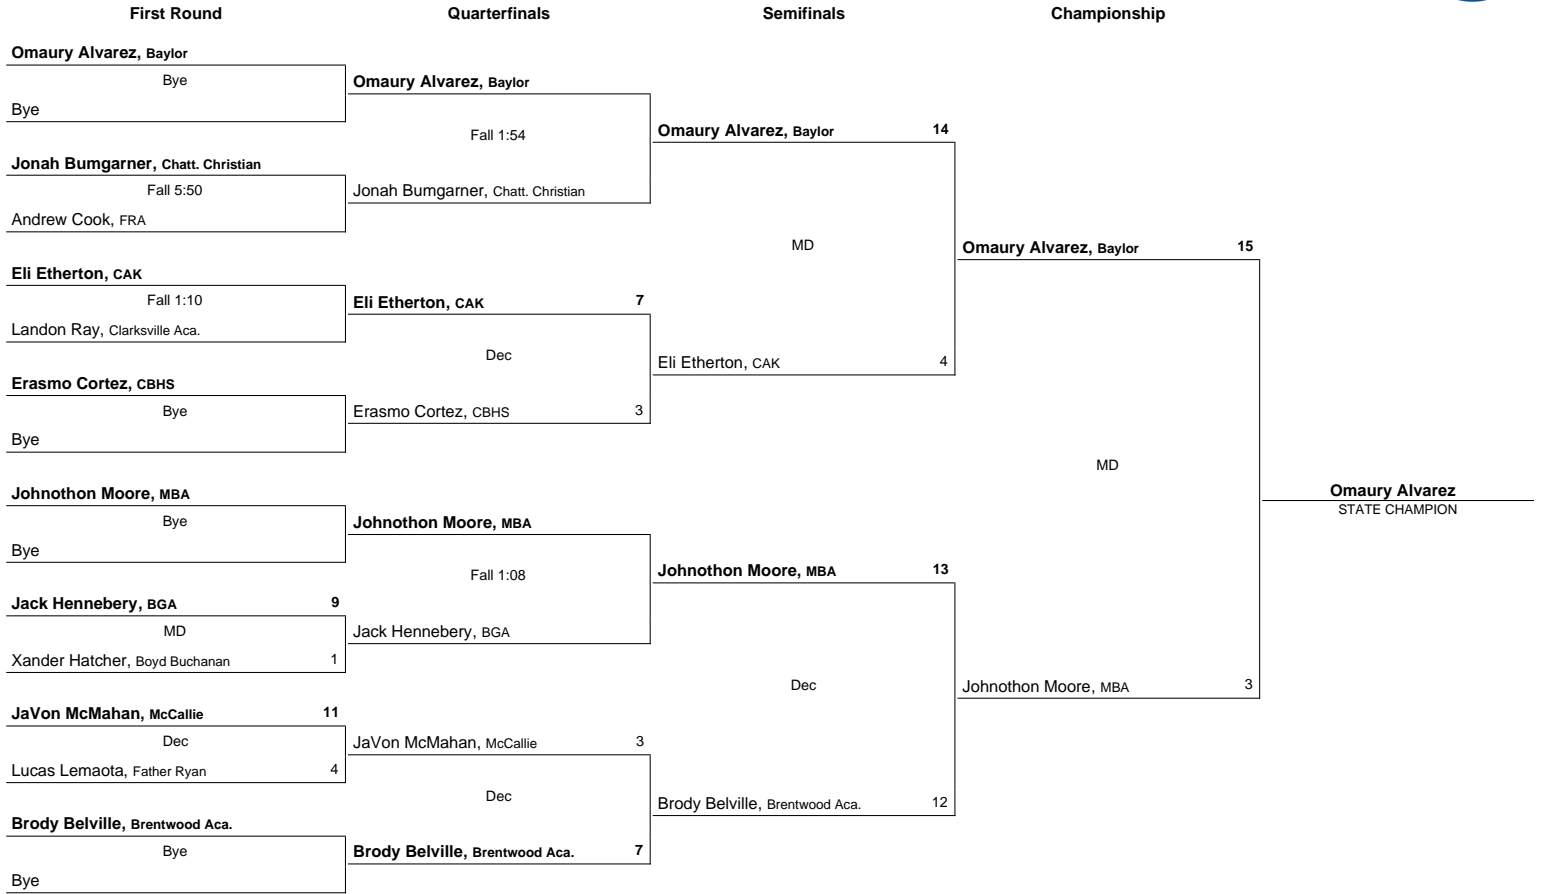 First Round Quarterfinals Semifinals Championship
Omaury Alvarez, Baylor
Bye
Bye
Jonah Bumgarner, Chatt. Christian
Fall 5:50
Andrew Cook, FRA
Eli Etherton, CAK
Fall 1:10
Landon Ray, Clarksville Aca.
Erasmo Cortez, CBHS
Bye
Bye
Johnothon Moore, MBA
Bye
Bye
Jack Hennebery, BGA 9
MD
Xander Hatcher, Boyd Buchanan 1
JaVon McMahan, McCallie 11
Dec
Lucas Lemaota, Father Ryan 4
Brody Belville, Brentwood Aca.
Bye
Bye
Omaury Alvarez, Baylor
Fall 1:54
Jonah Bumgarner, Chatt. Christian
Eli Etherton, CAK 7
Dec
Erasmo Cortez, CBHS 3
Johnothon Moore, MBA
Fall 1:08
Jack Hennebery, BGA
JaVon McMahan, McCallie 3
Dec
Brody Belville, Brentwood Aca. 7
Omaury Alvarez, Baylor 14
MD
Eli Etherton, CAK 4
Johnothon Moore, MBA 13
Dec
Brody Belville, Brentwood Aca. 12
Omaury Alvarez, Baylor 15
MD
Johnothon Moore, MBA 3
Omaury Alvarez
STATE CHAMPION